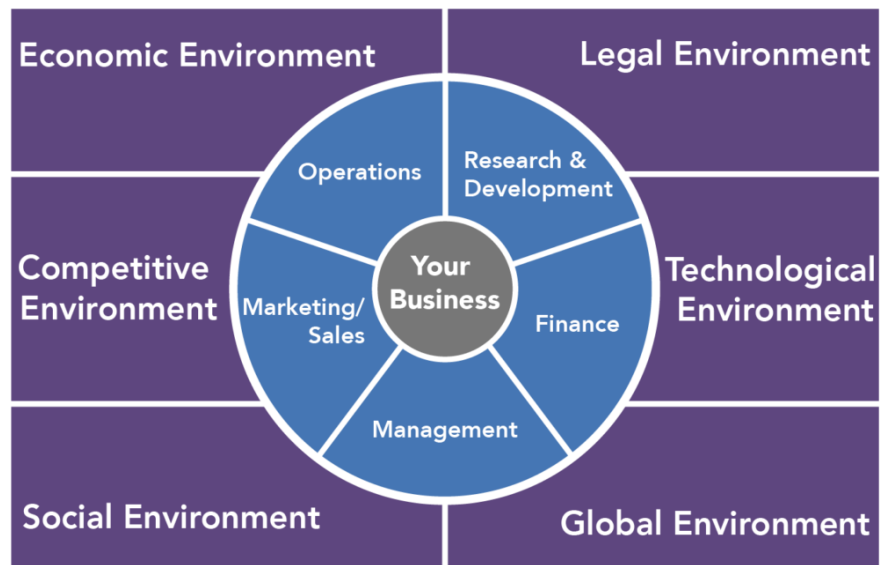 Economic Environment
Legal Environment
Operations
Research &
Development
Competitive
Environment
Your
Business
Technological
Environment
Marketing/
Sales
Finance
Management
Social Environment
Global Environment